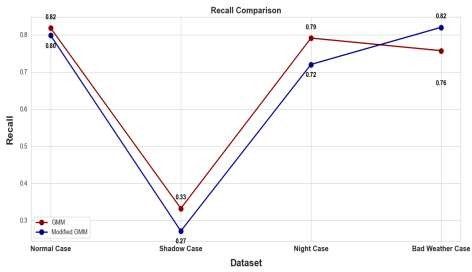 Recall Comparison
0.82
0.80
0.33
0.27
0.79
0.72
0.82
0.76
Recall
0.8
0.7
0.6
0.5
0.4
0.3
GMM
Modified GMM
Normal Case
Shadow Case
Night Case
Bad Weather Case
Dataset